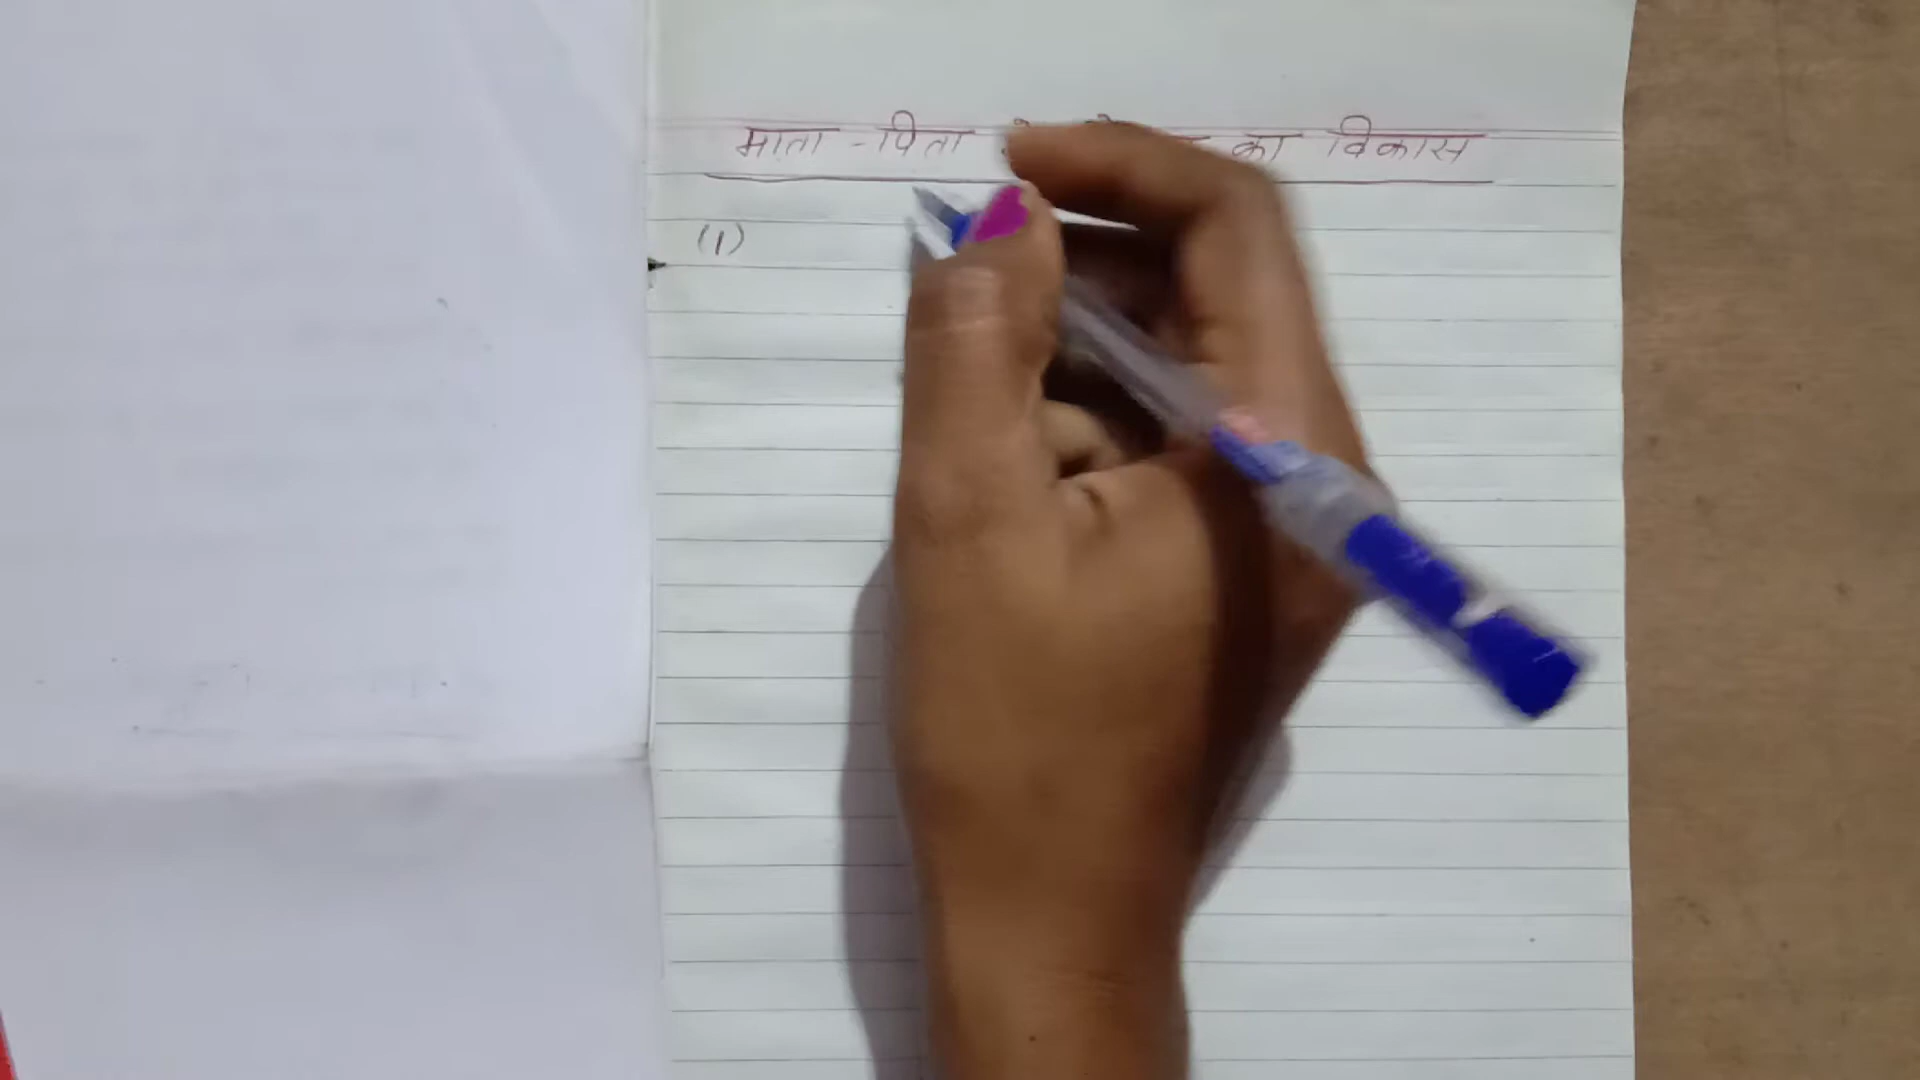 माता - पिता का विकास
(1)